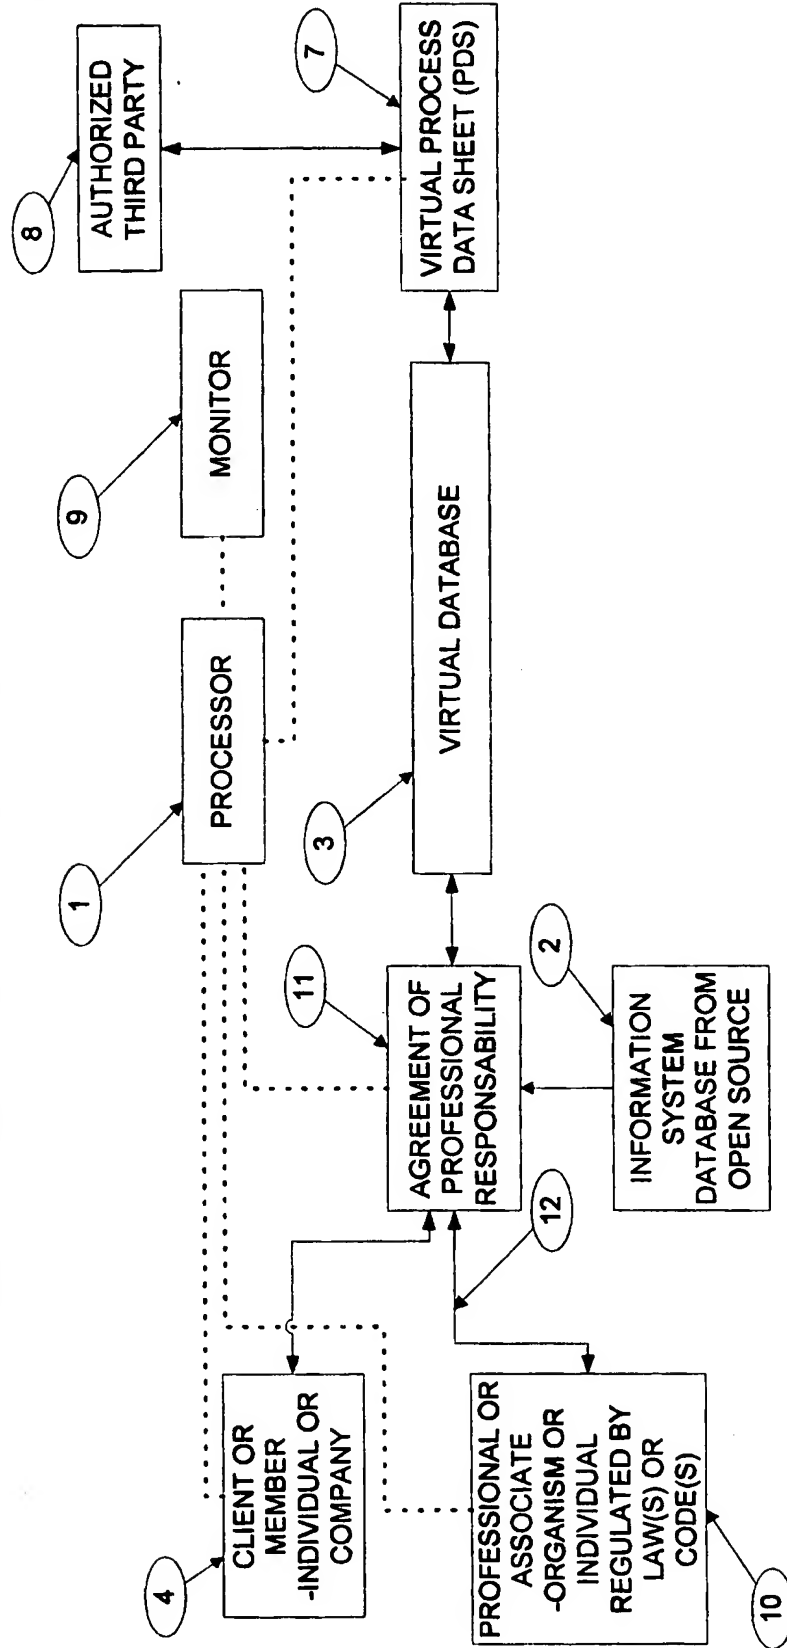 4
CLIENT OR
MEMBER
-INDIVIDUAL OR
COMPANY
1
PROCESSOR
9
MONITOR
8
AUTHORIZED
THIRD PARTY
10
PROFESSIONAL OR
ASSOCIATE
-ORGANISM OR
INDIVIDUAL
REGULATED BY
LAW(S) OR
CODE(S)
12
11
AGREEMENT OF
PROFESSIONAL
RESPONSABILITY
2
INFORMATION
SYSTEM
DATABASE FROM
OPEN SOURCE
3
VIRTUAL DATABASE
7
VIRTUAL PROCESS
DATA SHEET (PDS)